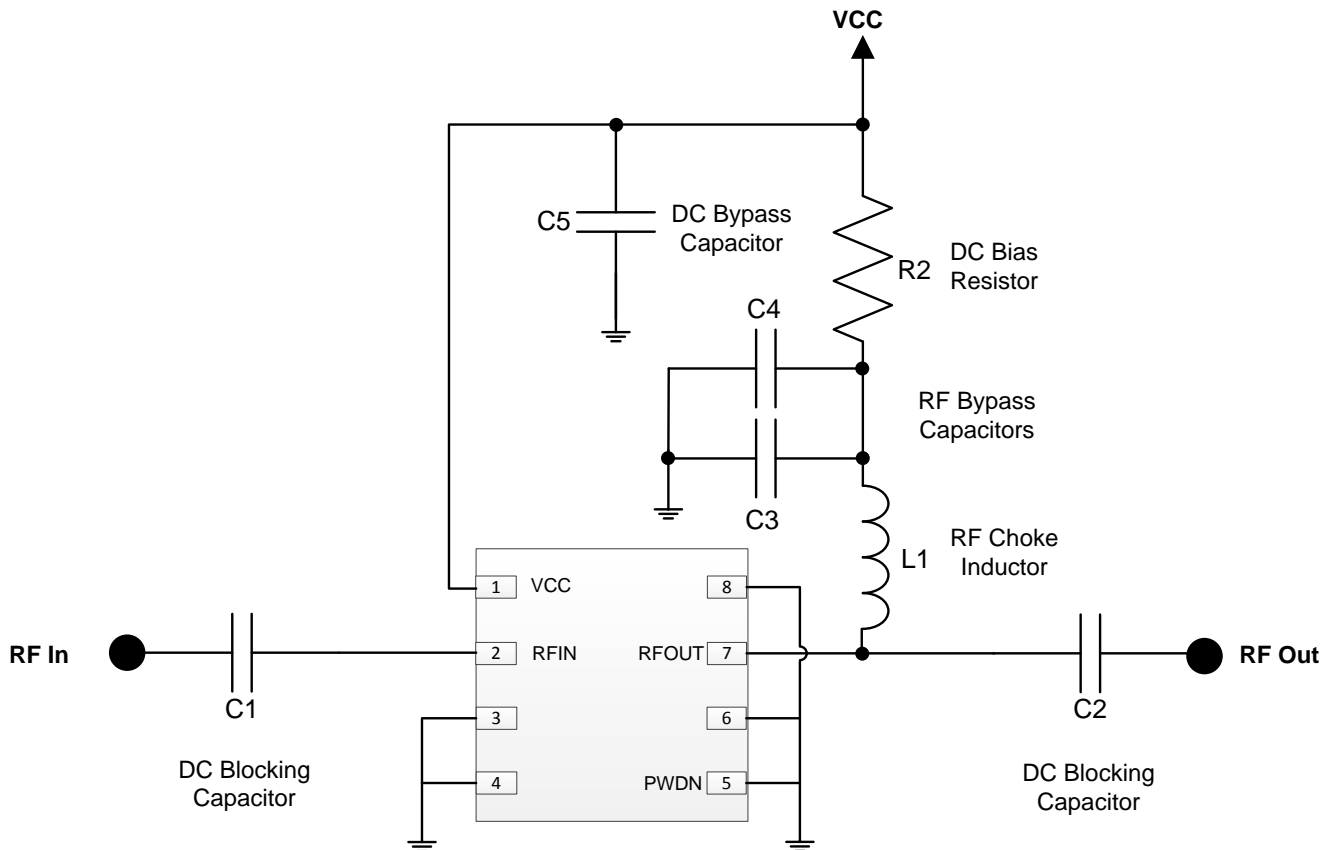 VCC
C5
DC Bypass
Capacitor
R2
DC Bias
Resistor
C4
RF Bypass
Capacitors
C3
L1
RF Choke
Inductor
1
VCC
8
RF In
2
RFIN
RFOUT
7
RF Out
C1
3
6
C2
DC Blocking
Capacitor
4
PWDN
5
DC Blocking
Capacitor